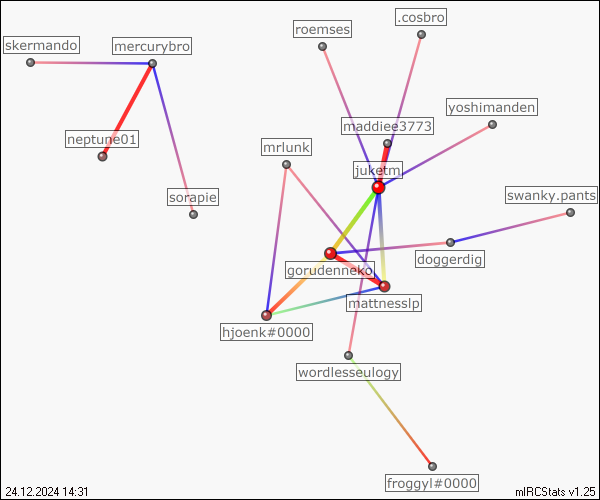 .cosbro
roemses
skermando
mercurybro
yoshimanden
maddiee3773
neptune01
mrlunk
juketm
sorapie
swanky.pants
doggerdig
gorudenneko
mattnesslp
hjoenk#0000
wordlesseulogy
froggyl#0000
24.12.2024 14:31
mIRCStats v1.25